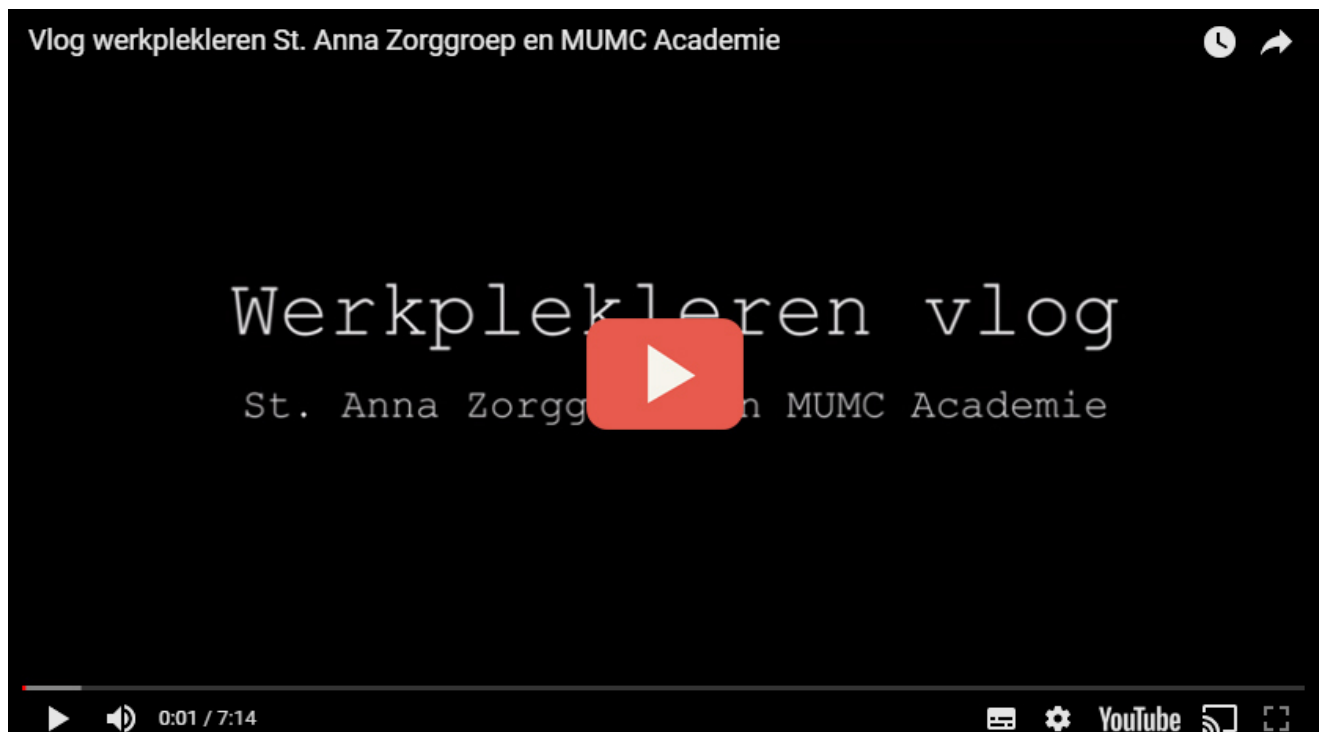 Vlog werkplekleren St. Anna Zorggroep en MUMC Academie
Werkplekleren vlog
St. Anna Zorgg n MUMC Academie
0:01 / 7:14
YouTube